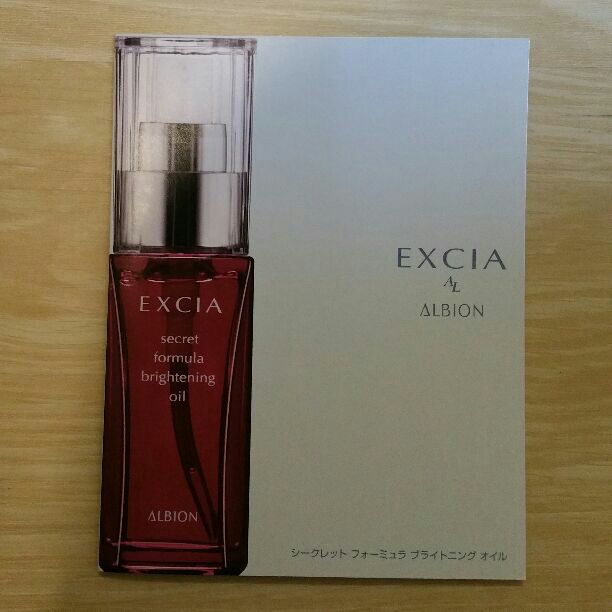 EXCIA
secret
formula
brightening
oil
ALBION
EXCIA
AL
ALBION
シークレット フォーミュラ ブライトニング オイル